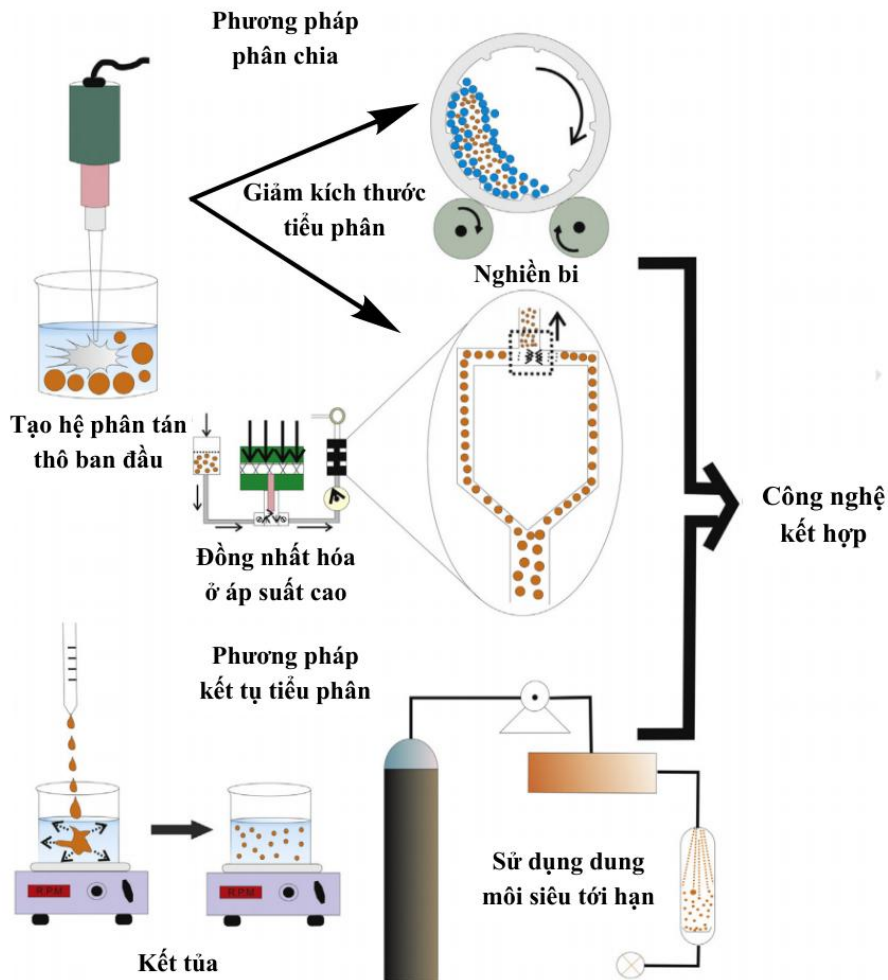 Phương pháp
phân chia
Giảm kích thước
tiểu phân
Nghiền bi
Tạo hệ phân tán
thô ban đầu
Công nghệ
kết hợp
Đồng nhất hóa
ở áp suất cao
Phương pháp
kết tụ tiểu phân
Sử dụng dung
môi siêu tới hạn
R.P.M
R.P.M
Kết tủa